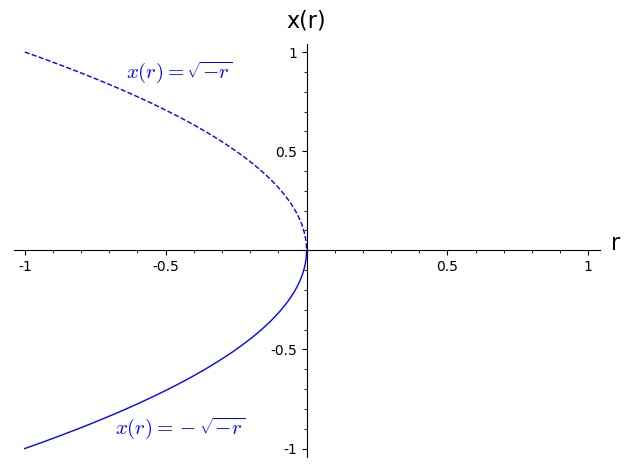 x(r)
1
x(r) = √−r
0.5
r
-1 -0.5 0.5 1
-0.5
x(r) = −√−r
-1